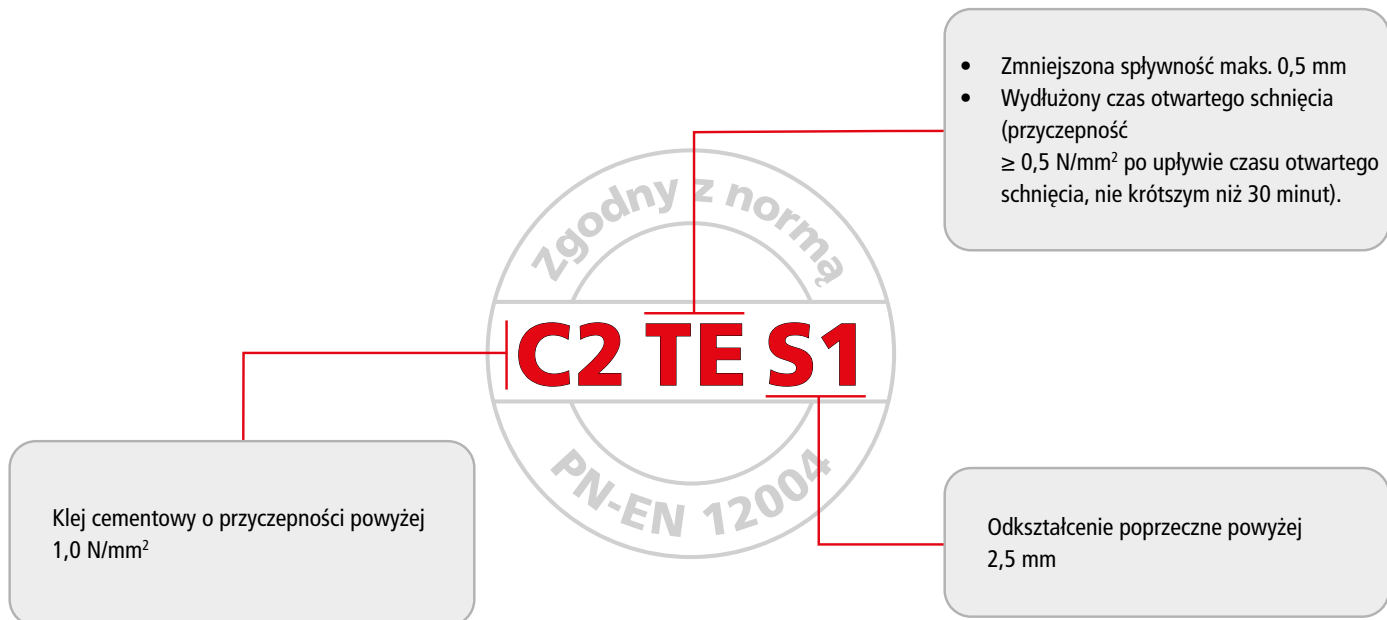 • Zmniejszona spływność maks. 0,5 mm
• Wydłużony czas otwartego schnięcia
(przyczepność
≥ 0,5 N/mm² po upływie czasu otwartego
schnięcia, nie krótszym niż 30 minut).
Zgodny z normą
C2 TE S1
PN-EN 12004
Klej cementowy o przyczepności powyżej
1,0 N/mm²
Odkształcenie poprzeczne powyżej
2,5 mm